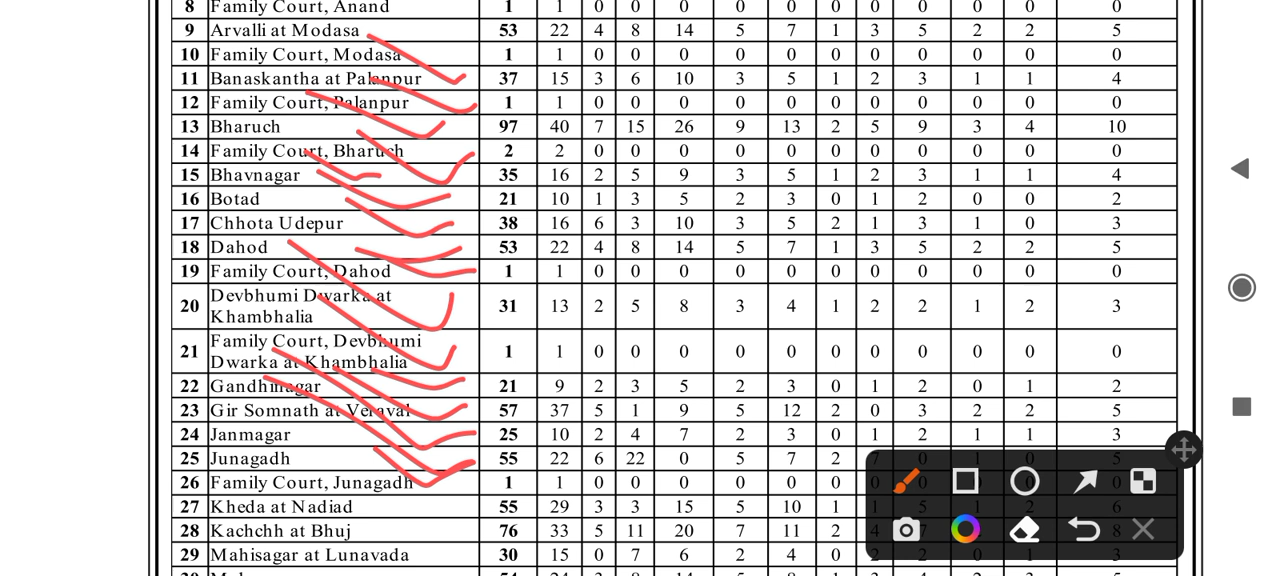 8 Family Court, Anand 1 1 0 0 0 0 0 0 0 0 0 0 0
9 Arvalli at Modasa 53 22 4 8 14 5 7 1 3 5 2 2 5
10 Family Court, Modasa 1 1 0 0 0 0 0 0 0 0 0 0 0
11 Banaskantha at Palanpur 37 15 3 6 10 3 5 1 2 3 1 1 4
12 Family Court, Palanpur 1 1 0 0 0 0 0 0 0 0 0 0 0
13 Bharuch 97 40 7 15 26 9 13 2 5 9 3 4 10
14 Family Court, Bharuch 2 2 0 0 0 0 0 0 0 0 0 0 0
15 Bhavnagar 35 16 2 5 9 3 5 1 2 3 1 1 4
16 Botad 21 10 1 3 5 2 3 0 1 2 0 0 2
17 Chhota Udepur 38 16 6 3 10 3 5 2 1 3 1 0 3
18 Dahod 53 22 4 8 14 5 7 1 3 5 2 2 5
19 Family Court, Dahod 1 1 0 0 0 0 0 0 0 0 0 0 0
20 Devbhumi Dwarka at
Khambhalia 31 13 2 5 8 3 4 1 2 2 1 2 3
21 Family Court, Devbhumi
Dwarka at Khambhalia 1 1 0 0 0 0 0 0 0 0 0 0 0
22 Gandhinagar 21 9 2 3 5 2 3 0 1 2 0 1 2
23 Gir Somnath at Veraval 57 37 5 1 9 5 12 2 0 3 2 2 5
24 Janmagar 25 10 2 4 7 2 3 0 1 2 1 1 3
25 Junagadh 55 22 6 22 0 5 7 2
26 Family Court, Junagadh 1 1 0 0 0 0 0 0
27 Kheda at Nadiad 55 29 3 3 15 5 10 1
28 Kachchh at Bhuj 76 33 5 11 20 7 11 2
29 Mahisagar at Lunavada 30 15 0 7 6 2 4 0